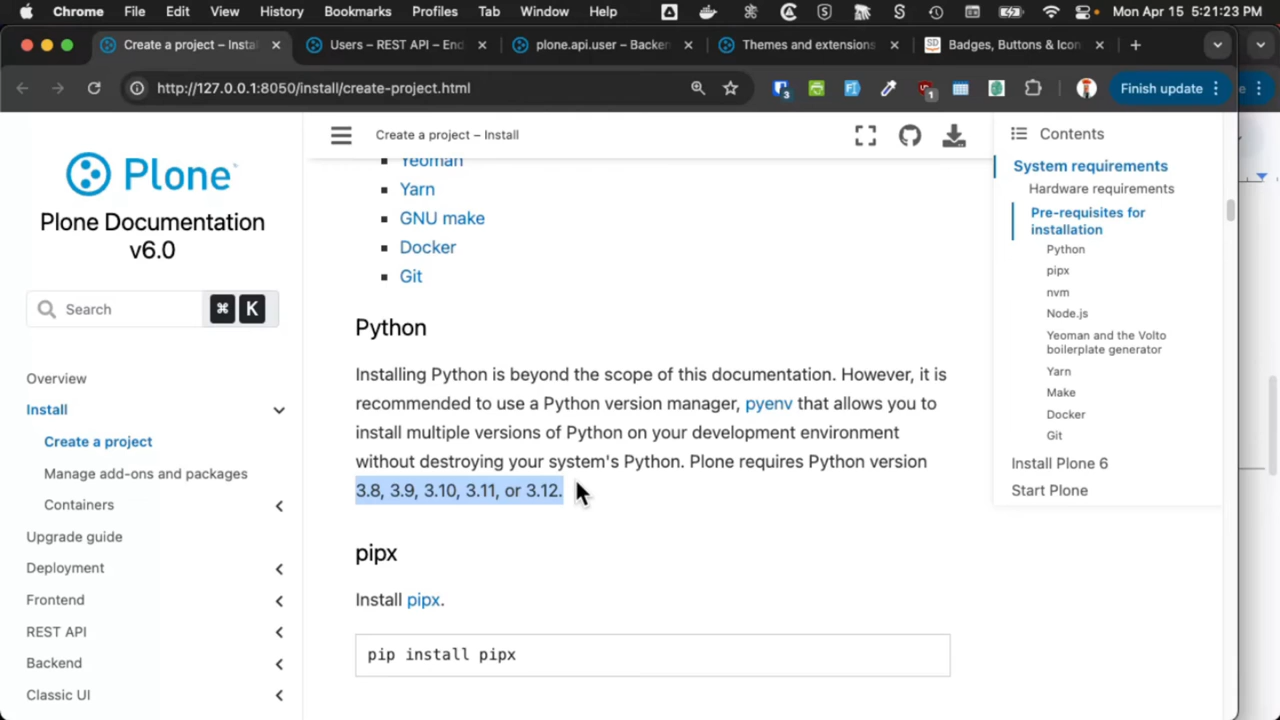 Chrome File Edit View History Bookmarks Profiles Tab Window Help Mon Apr 15 5:21:23 PM
Create a project – Insta Users – REST API – End plone.api.user – Backen Themes and extensions Badges, Buttons & Icon
http://127.0.0.1:8050/install/create-project.html 3 1 Finish update
Plone
Plone Documentation
v6.0
Search ⌘ K
Overview
Install
Create a project
Manage add-ons and packages
Containers
Upgrade guide
Deployment
Frontend
REST API
Backend
Classic UI
Create a project – Install
Yeoman
Yarn
GNU make
Docker
Git
Python
Installing Python is beyond the scope of this documentation. However, it is
recommended to use a Python version manager, pyenv that allows you to
install multiple versions of Python on your development environment
without destroying your system's Python. Plone requires Python version
3.8, 3.9, 3.10, 3.11, or 3.12.
pipx
Install pipx.
pip install pipx
Contents
System requirements
Hardware requirements
Pre-requisites for
installation
Python
pipx
nvm
Node.js
Yeoman and the Volto
boilerplate generator
Yarn
Make
Docker
Git
Install Plone 6
Start Plone